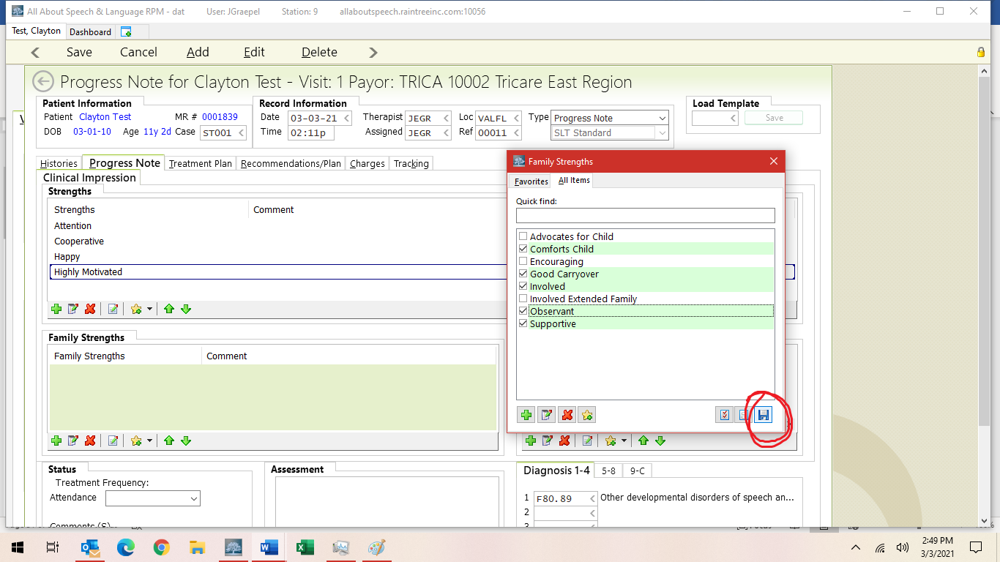 All About Speech & Language RPM - dat User: JGraepel Station: 9 allaboutspeech.raintreeinc.com:10056
Test, Clayton Dashboard
Save Cancel Add Edit Delete
Progress Note for Clayton Test - Visit: 1 Payor: TRICA 10002 Tricare East Region
Patient Information Record Information Load Template
Patient Clayton Test MR # 0001839 Date 03-03-21 Therapist JEGR Loc VALFL Type Progress Note Save
DOB 03-01-10 Age 11y 2d Case ST001 Time 02:11p Assigned JEGR Ref 00011 SLT Standard
Histories Progress Note Treatment Plan Recommendations/Plan Charges Tracking
Clinical Impression
Strengths
Strengths Comment
Attention
Cooperative
Happy
Highly Motivated
Family Strengths
Family Strengths Comment
Family Strengths
Favorites All Items
Quick find:
Advocates for Child
Comforts Child
Encouraging
Good Carryover
Involved
Involved Extended Family
Observant
Supportive
Status Assessment Diagnosis 1-4 5-8 9-C
Treatment Frequency:
Attendance
1 F80.89 Other developmental disorders of speech an...
2
3
Comments (S)
2:49 PM
3/3/2021